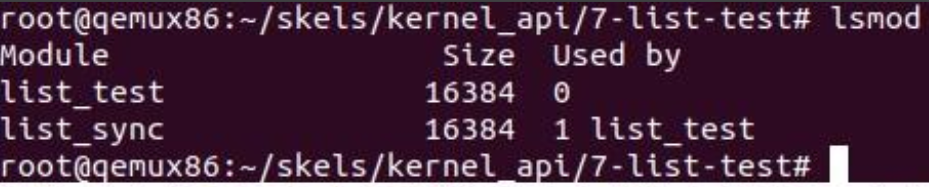 root@qemux86:~/skels/kernel_api/7-list-test# lsmod
Module                  Size  Used by
list_test              16384  0
list_sync              16384  1 list_test
root@qemux86:~/skels/kernel_api/7-list-test#